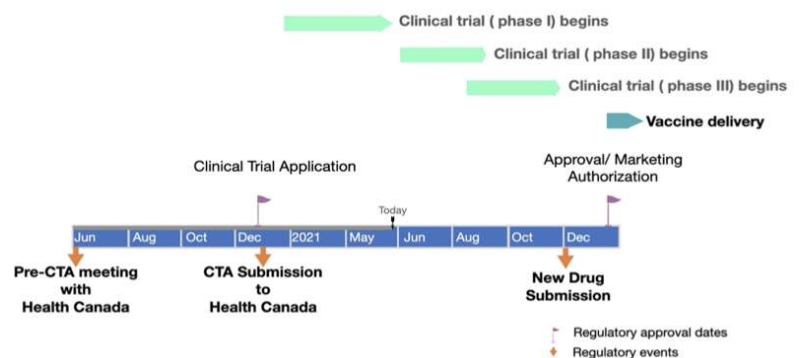 Clinical trial ( phase I) begins
Clinical trial ( phase II) begins
Clinical trial ( phase III) begins
Vaccine delivery
Clinical Trial Application
Approval/ Marketing
Authorization
Today
Jun Aug Oct Dec 2021 May Jun Aug Oct Dec
Pre-CTA meeting
with
Health Canada
CTA Submission
to
Health Canada
New Drug
Submission
Regulatory approval dates
Regulatory events